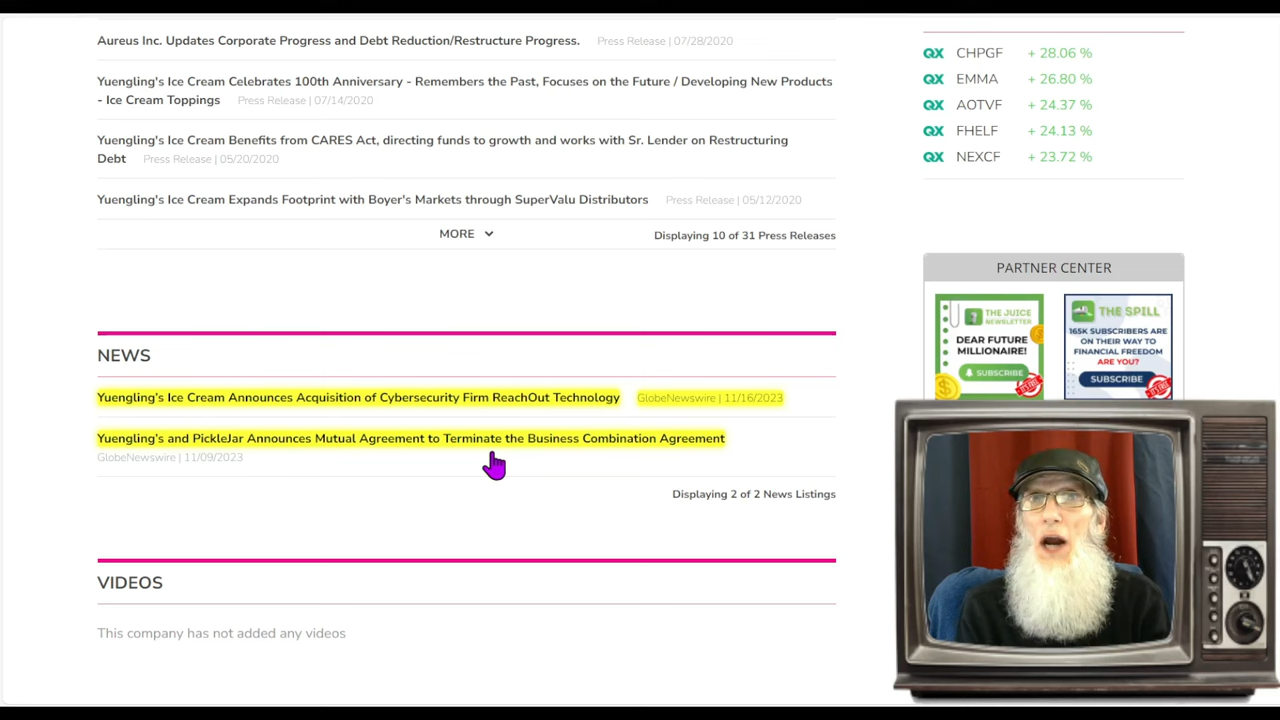 Aureus Inc. Updates Corporate Progress and Debt Reduction/Restructure Progress. Press Release | 07/28/2020
Yuengling's Ice Cream Celebrates 100th Anniversary - Remembers the Past, Focuses on the Future / Developing New Products
- Ice Cream Toppings Press Release | 07/14/2020
Yuengling's Ice Cream Benefits from CARES Act, directing funds to growth and works with Sr. Lender on Restructuring
Debt Press Release | 05/20/2020
Yuengling's Ice Cream Expands Footprint with Boyer's Markets through SuperValu Distributors Press Release | 05/12/2020
MORE
Displaying 10 of 31 Press Releases
NEWS
Yuengling's Ice Cream Announces Acquisition of Cybersecurity Firm ReachOut Technology GlobeNewswire | 11/16/2023
Yuengling's and PickleJar Announces Mutual Agreement to Terminate the Business Combination Agreement
GlobeNewswire | 11/09/2023
Displaying 2 of 2 News Listings
VIDEOS
This company has not added any videos
QX CHPGF + 28.06 %
QX EMMA + 26.80 %
QX AOTVF + 24.37 %
QX FHELF + 24.13 %
QX NEXCF + 23.72 %
PARTNER CENTER
THE JUICE
NEWSLETTER
DEAR FUTURE
MILLIONAIRE!
SUBSCRIBE
THE SPILL
165K SUBSCRIBERS ARE
ON THEIR WAY TO
FINANCIAL FREEDOM
ARE YOU?
SUBSCRIBE